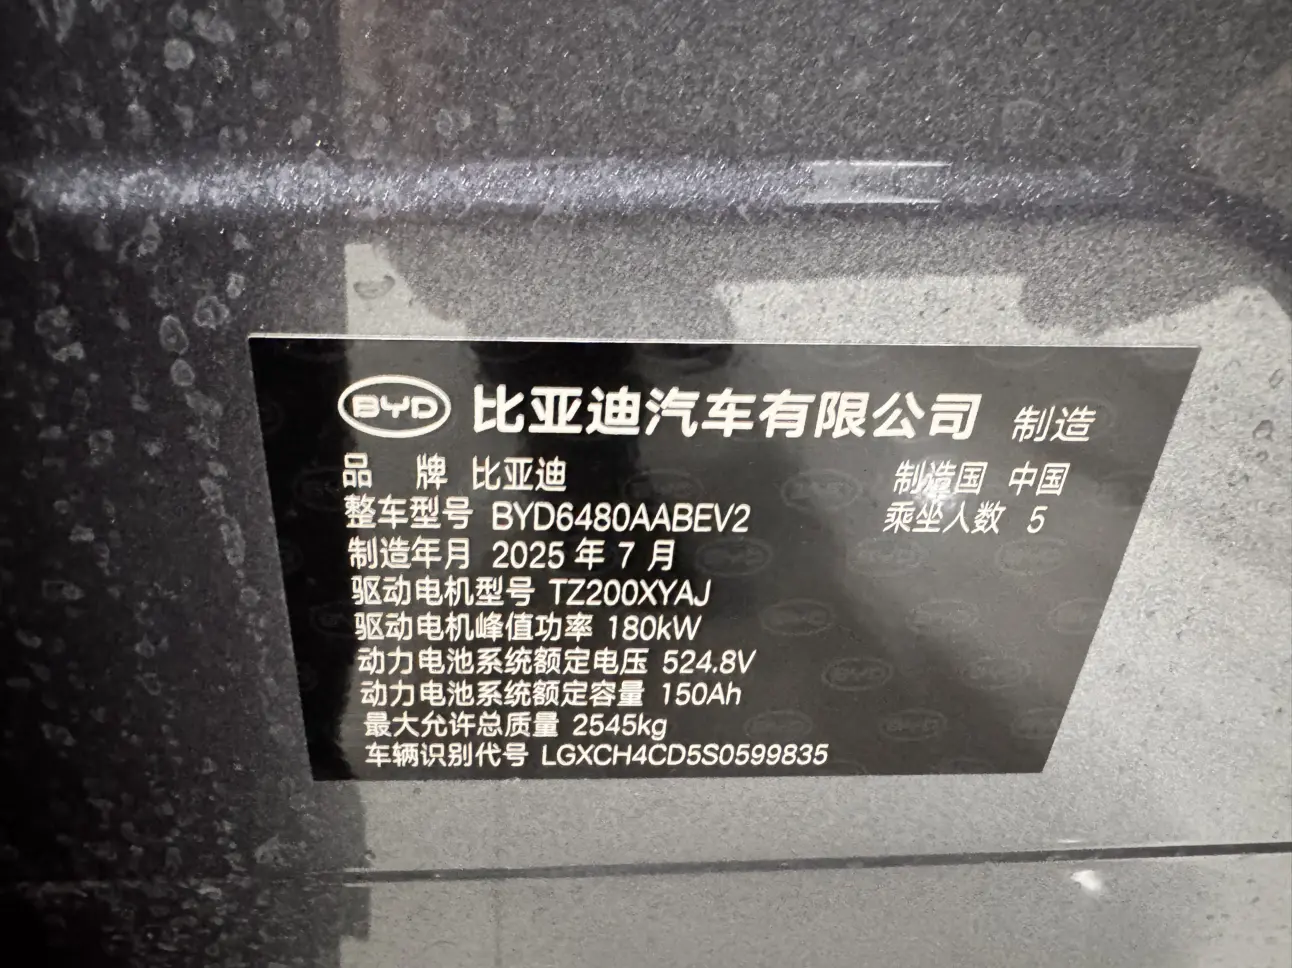 BYD 比亚迪汽车有限公司 制造
品 牌 比亚迪 制造国 中国
整车型号 BYD6480AABEV2 乘坐人数 5
制造年月 2025 年 7 月
驱动电机型号 TZ200XYAJ
驱动电机峰值功率 180kW
动力电池系统额定电压 524.8V
动力电池系统额定容量 150Ah
最大允许总质量 2545kg
车辆识别代号 LGXCH4CD5S0599835